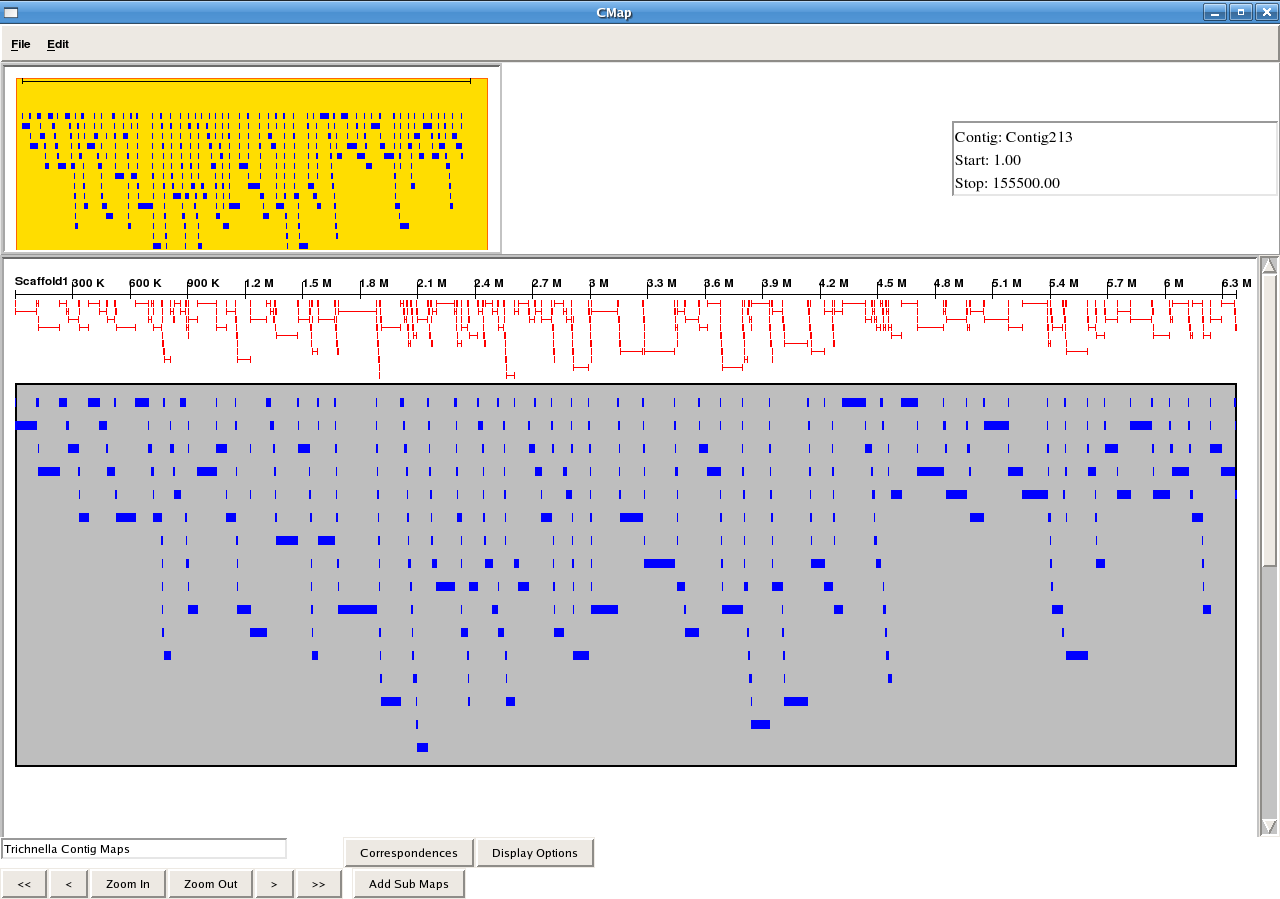 CMap
File Edit
Contig: Contig213
Start: 1.00
Stop: 155500.00
Scaffold1 300 K 600 K 900 K 1.2 M 1.5 M 1.8 M 2.1 M 2.4 M 2.7 M 3 M 3.3 M 3.6 M 3.9 M 4.2 M 4.5 M 4.8 M 5.1 M 5.4 M 5.7 M 6 M 6.3 M
Trichnella Contig Maps
Correspondences Display Options
<< < Zoom In Zoom Out > >> Add Sub Maps